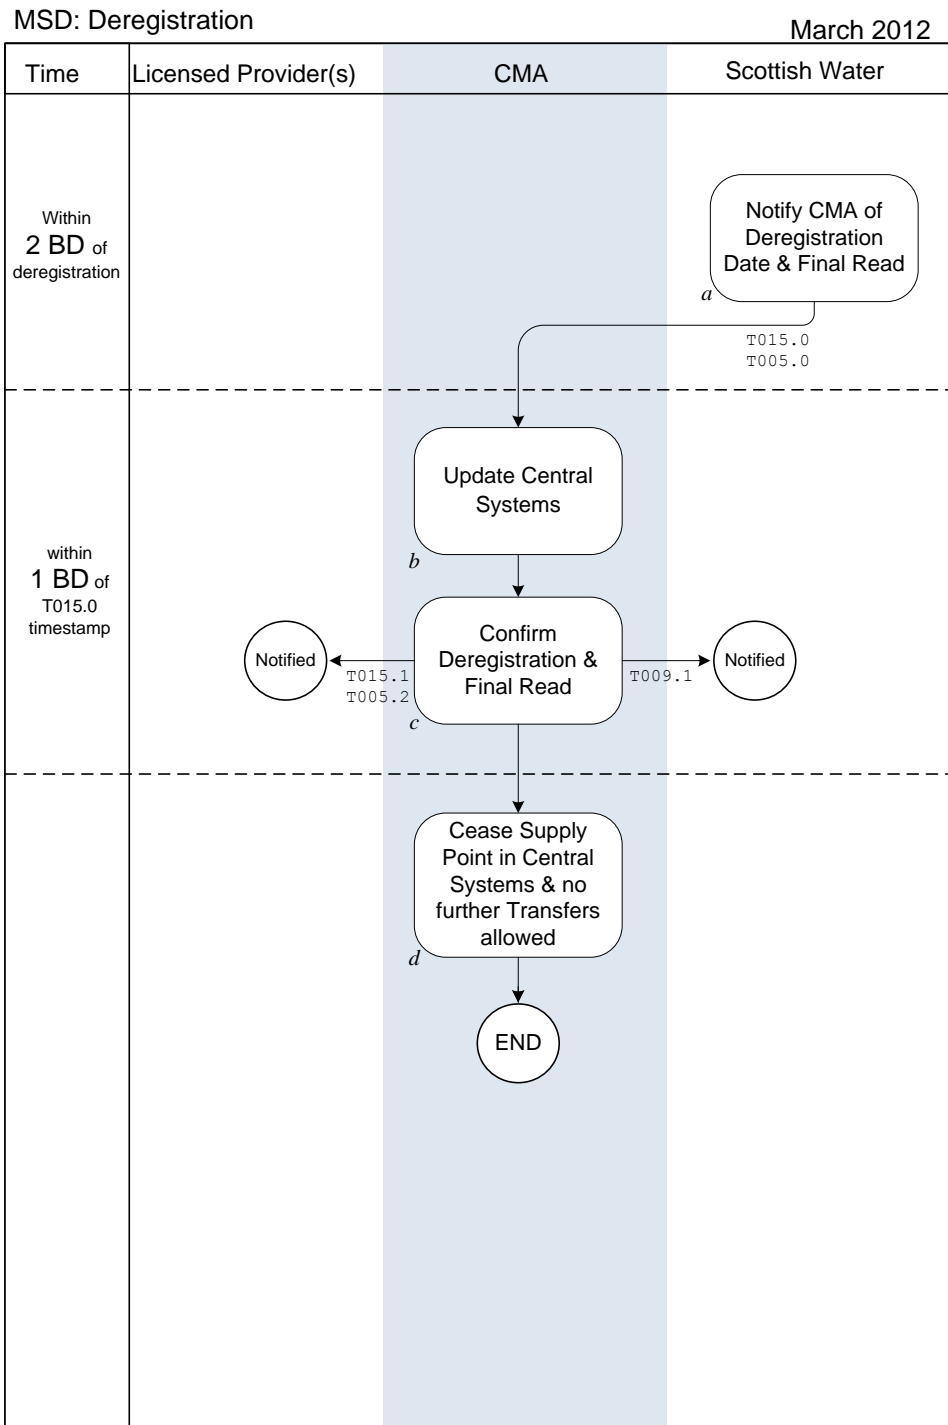 MSD: Deregistration
March 2012
Time
Licensed Provider(s)
CMA
Scottish Water
Within
2 BD of
deregistration
Notify CMA of
Deregistration
Date & Final Read
a
T015.0
T005.0
within
1 BD of
T015.0
timestamp
Update Central
Systems
b
Confirm
Deregistration &
Final Read
c
Notified
T015.1
T005.2
T009.1
Notified
Cease Supply
Point in Central
Systems & no
further Transfers
allowed
d
END